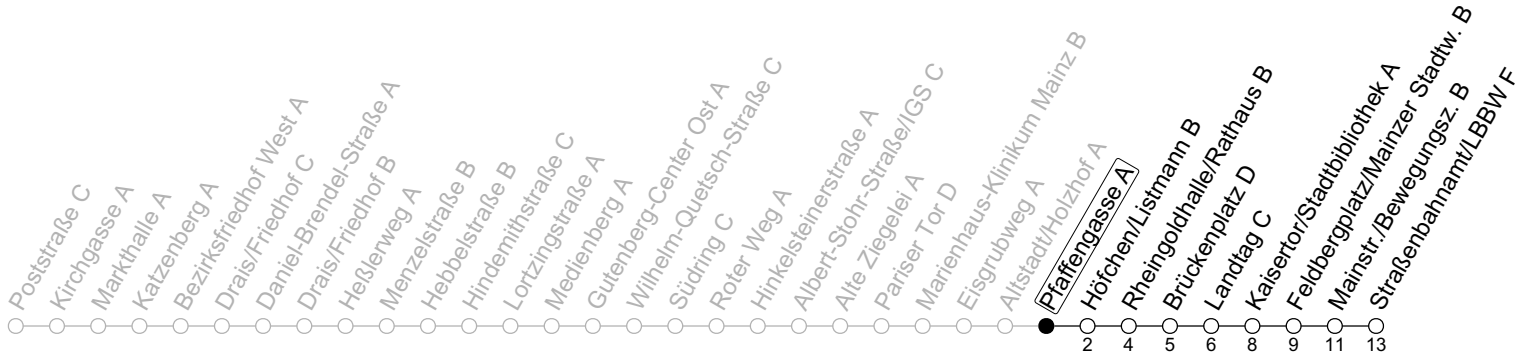 Poststraße C
Kirchgasse A
Markthalle A
Katzenberg A
Bezirksfriedhof West A
Drais/Friedhof C
Daniel-Brendel-Straße A
Drais/Friedhof B
Heßlerweg A
Menzelstraße B
Hebbelstraße B
Hindemithstraße C
Lortzingstraße A
Medienberg A
Gutenberg-Center Ost A
Wilhelm-Quetsch-Straße C
Südring C
Roter Weg A
Hinkelsteinerstraße A
Albert-Stohr-Straße/IGS C
Alte Ziegelei A
Pariser Tor D
Marienhaus-Klinikum Mainz B
Eisgrubweg A
Altstadt/Holzhof A
Pfaffengasse A
Höfchen/Listmann B
Rheingoldhalle/Rathaus B
Brückenplatz D
Landtag C
Kaisertor/Stadtbibliothek A
Feldbergplatz/Mainzer Stadtw. B
Mainstr./Bewegungsz. B
Straßenbahnamt/LBBW F
2 4 5 6 8 9 11 13